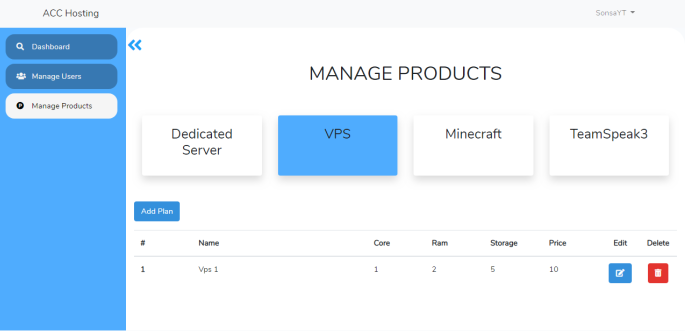 ACC Hosting
SonsaYT
Dashboard
Manage Users
Manage Products
MANAGE PRODUCTS
Dedicated
Server
VPS
Minecraft
TeamSpeak3
Add Plan
# Name Core Ram Storage Price Edit Delete
1 Vps 1 1 2 5 10